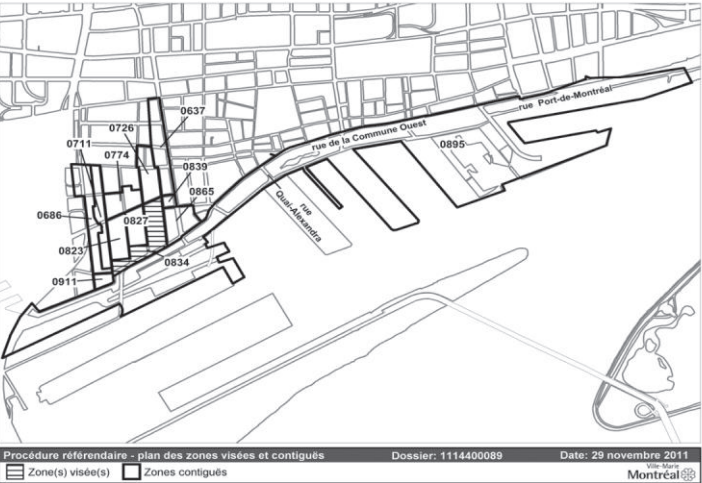 0637
0726
0711
0774
0839
0865
0686
0827
0823
0834
0911
rue de la Commune Ouest
rue Port-de-Montréal
0895
rue
Quai-Alexandra
Procédure référendaire - plan des zones visées et contiguës Dossier: 1114400089 Date: 29 novembre 2011
Zone(s) visée(s) Zones contiguës
Ville-Marie
Montréal